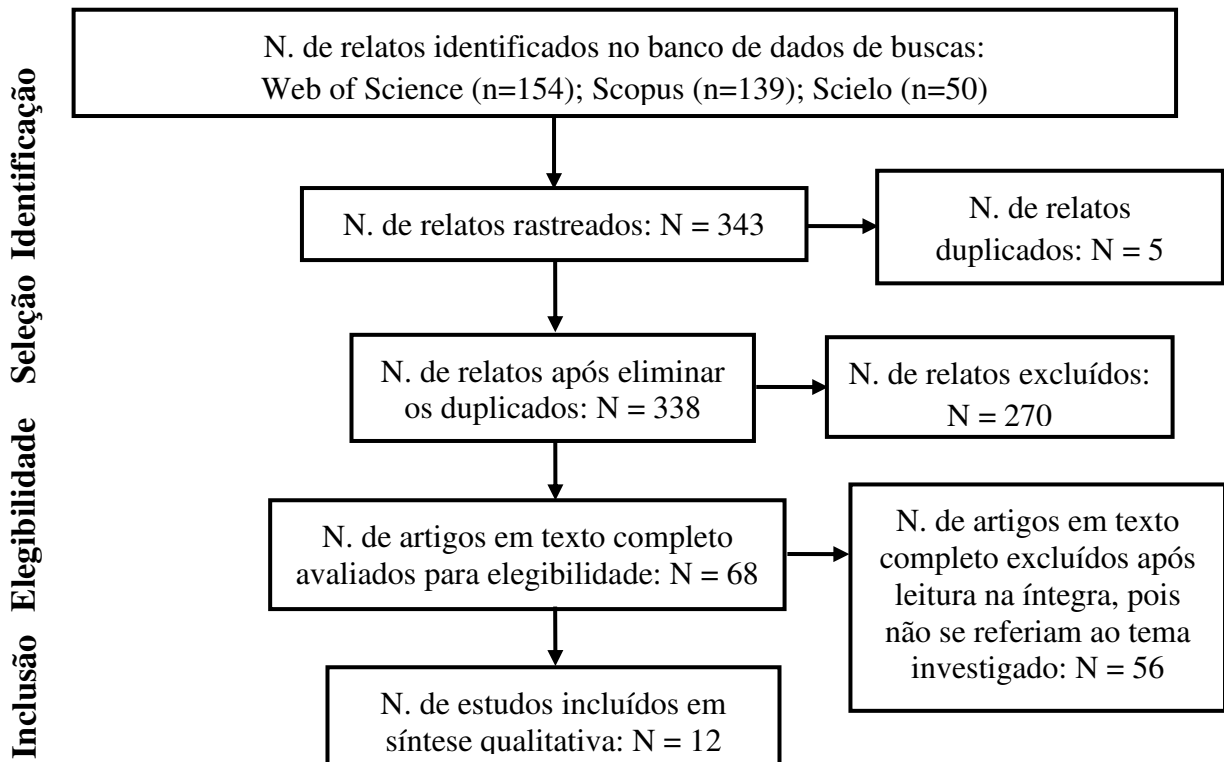 N. de relatos identificados no banco de dados de buscas:
Web of Science (n=154); Scopus (n=139); Scielo (n=50)
Identificação
N. de relatos rastreados: N = 343
N. de relatos
duplicados: N = 5
Seleção
N. de relatos após eliminar
os duplicados: N = 338
N. de relatos excluídos:
N = 270
Elegibilidade
N. de artigos em texto completo
avaliados para elegibilidade: N = 68
N. de artigos em texto
completo excluídos após
leitura na íntegra, pois
não se referiam ao tema
investigado: N = 56
Inclusão
N. de estudos incluídos em
síntese qualitativa: N = 12